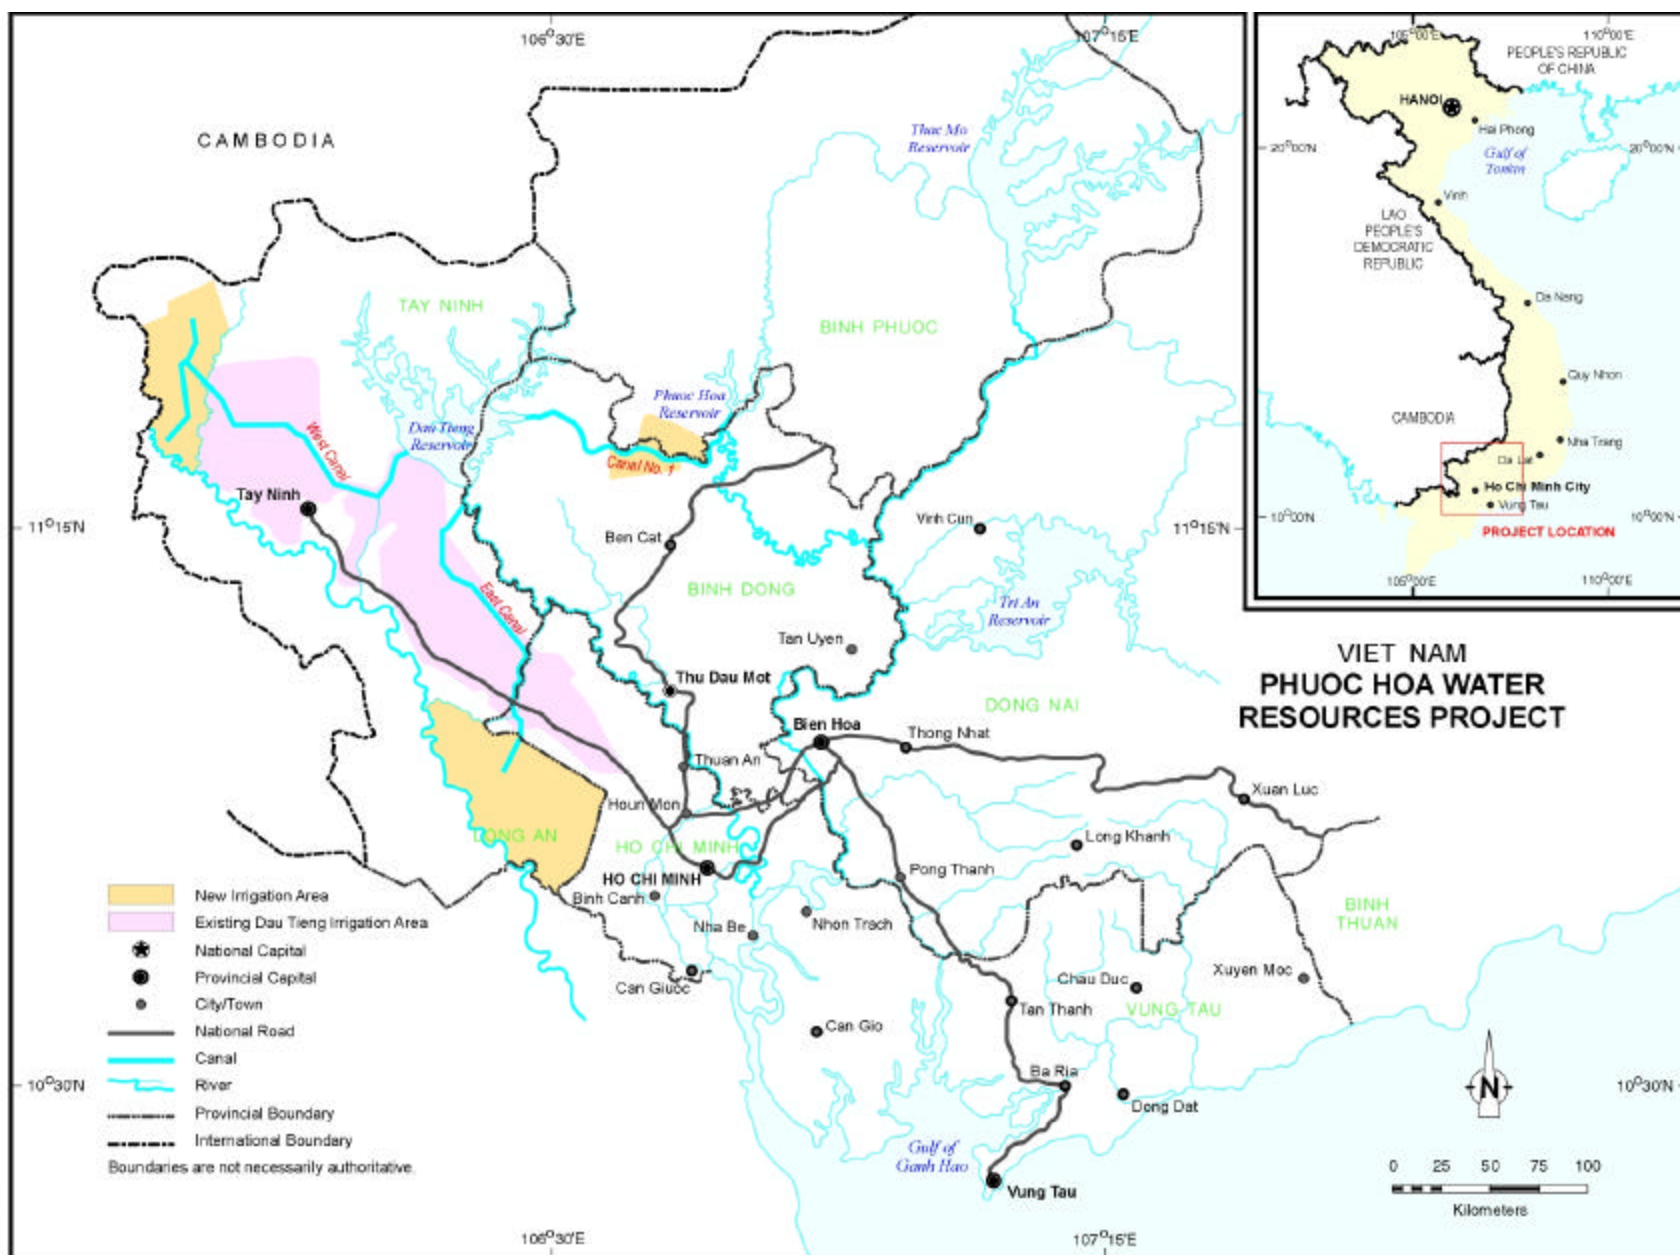 106°30'E
107°15'E
CAMBODIA
Thac Mo
Reservoir
TAY NINH
BINH PHUOC
Phuoc Hoa
Reservoir
Dau Tieng
Reservoir
West Canal
Canal No. 1
Tay Ninh
11°15'N
Ben Cat
Vinh Cun
11°15'N
BINH DONG
East Canal
Tri An
Reservoir
Tan Uyen
Thu Dau Mot
DONG NAI
Bien Hoa
Thong Nhat
Thuan An
Xuan Luc
Houn Mon
LONG AN
HO CHI MINH
Long Khanh
HO CHI MINH
Pong Thanh
Binh Canh
BINH
THUAN
Nha Be
Nhon Trach
Can Giuoc
Chau Duc
Xuyen Moc
Tan Thanh
VUNG TAU
Can Gio
Ba Ria
10°30'N
10°30'N
Dong Dat
Gulf of
Ganh Hao
Vung Tau
106°30'E
107°15'E
New Irrigation Area
Existing Dau Tieng Irrigation Area
National Capital
Provincial Capital
City/Town
National Road
Canal
River
Provincial Boundary
International Boundary
Boundaries are not necessarily authoritative.
105°00'E
110°00'E
PEOPLE'S REPUBLIC
OF CHINA
HANOI
Hai Phong
20°00'N
Gulf of
Tonkin
20°00'N
Vinh
LAO
PEOPLE'S
DEMOCRATIC
REPUBLIC
Da Nang
Quy Nhon
CAMBODIA
Nha Trang
Da Lat
Ho Chi Minh City
Vung Tau
10°00'N
10°00'N
PROJECT LOCATION
105°00'E
110°00'E
VIET NAM
PHUOC HOA WATER
RESOURCES PROJECT
N
0 25 50 75 100
Kilometers